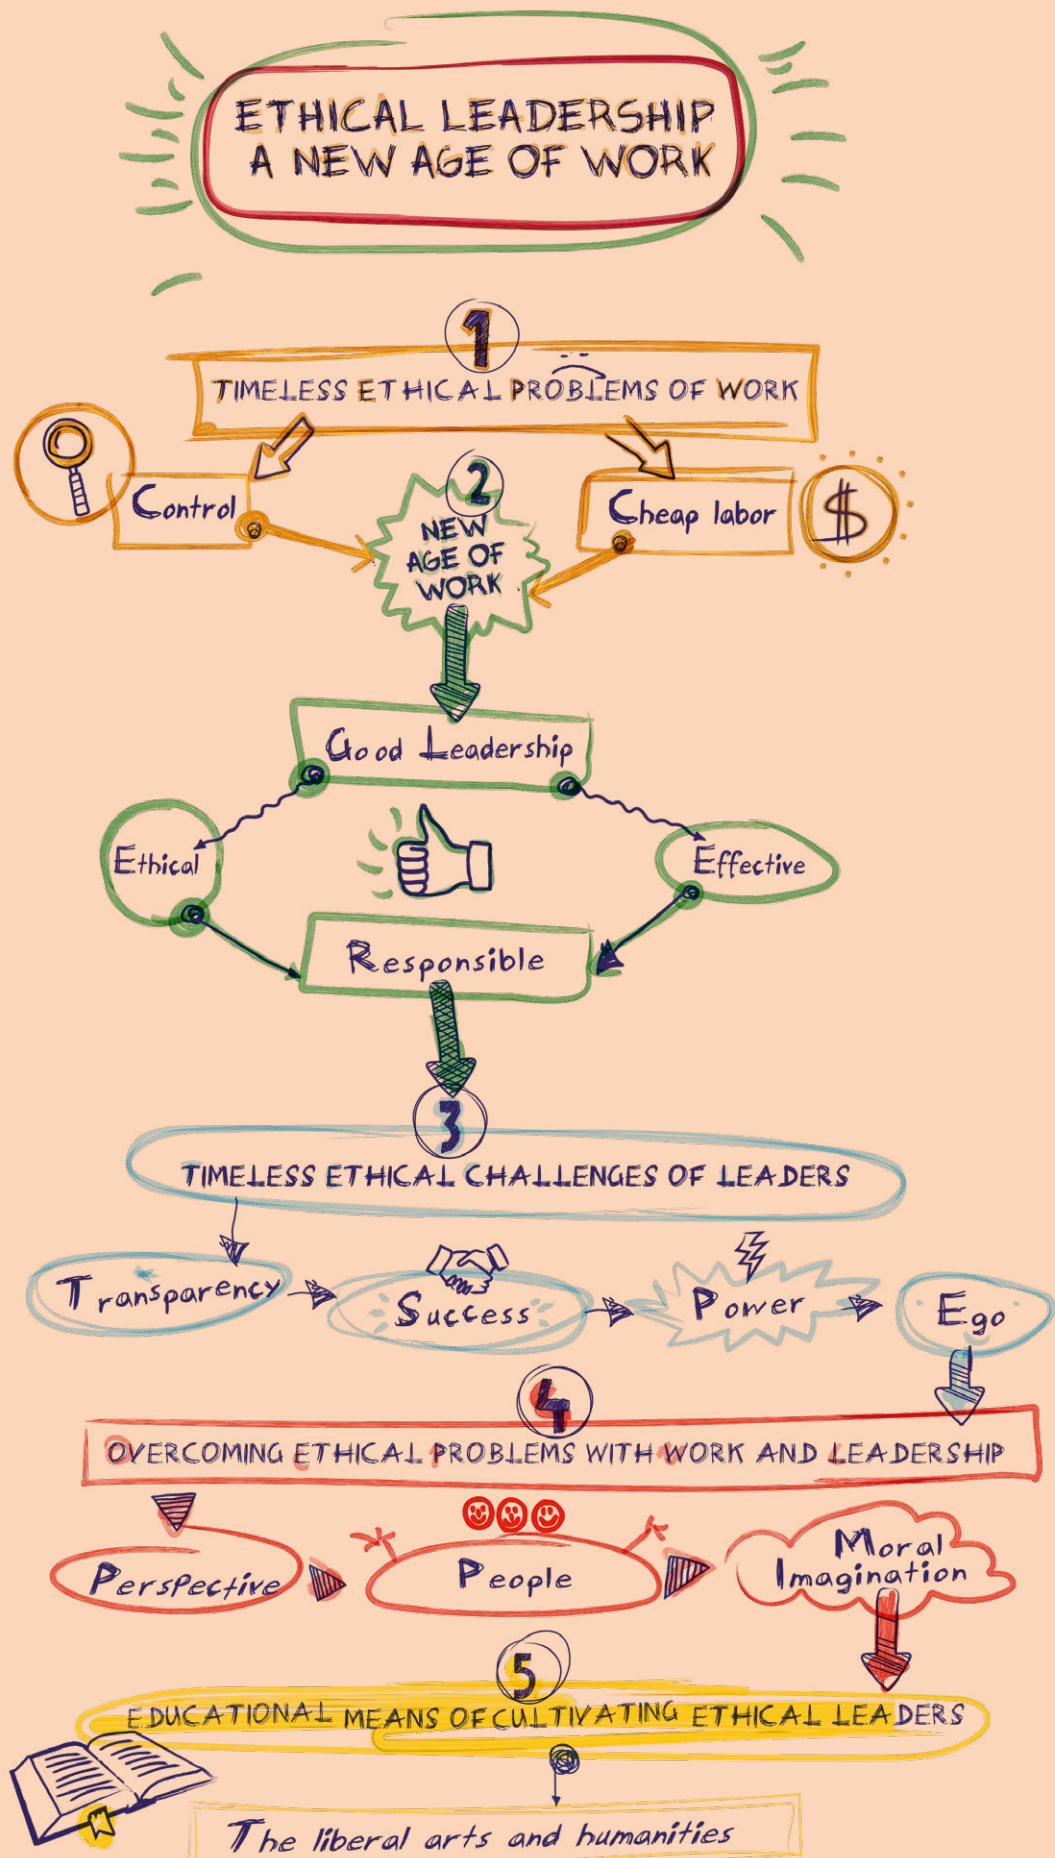 ETHICAL LEADERSHIP
A NEW AGE OF WORK
1
TIMELESS ETHICAL PROBLEMS OF WORK
Control
Cheap labor
$
2
NEW
AGE OF
WORK
Good Leadership
Ethical
Effective
Responsible
3
TIMELESS ETHICAL CHALLENGES OF LEADERS
Transparency
Success
Power
Ego
4
OVERCOMING ETHICAL PROBLEMS WITH WORK AND LEADERSHIP
Perspective
People
Moral
Imagination
5
EDUCATIONAL MEANS OF CULTIVATING ETHICAL LEADERS
The liberal arts and humanities